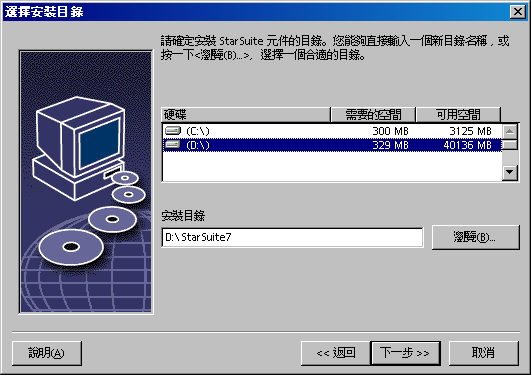 選擇安裝目錄
請確定安裝 StarSuite 元件的目錄。您能夠直接輸入一個新目錄名稱，或
按一下<瀏覽(B)...>，選擇一個合適的目錄。
硬碟 需要的空間 可用空間
(C:\) 300 MB 3125 MB
(D:\) 329 MB 40136 MB
安裝目錄
D:\StarSuite7 瀏覽(B)...
說明(A) << 返回 下一步 >> 取消